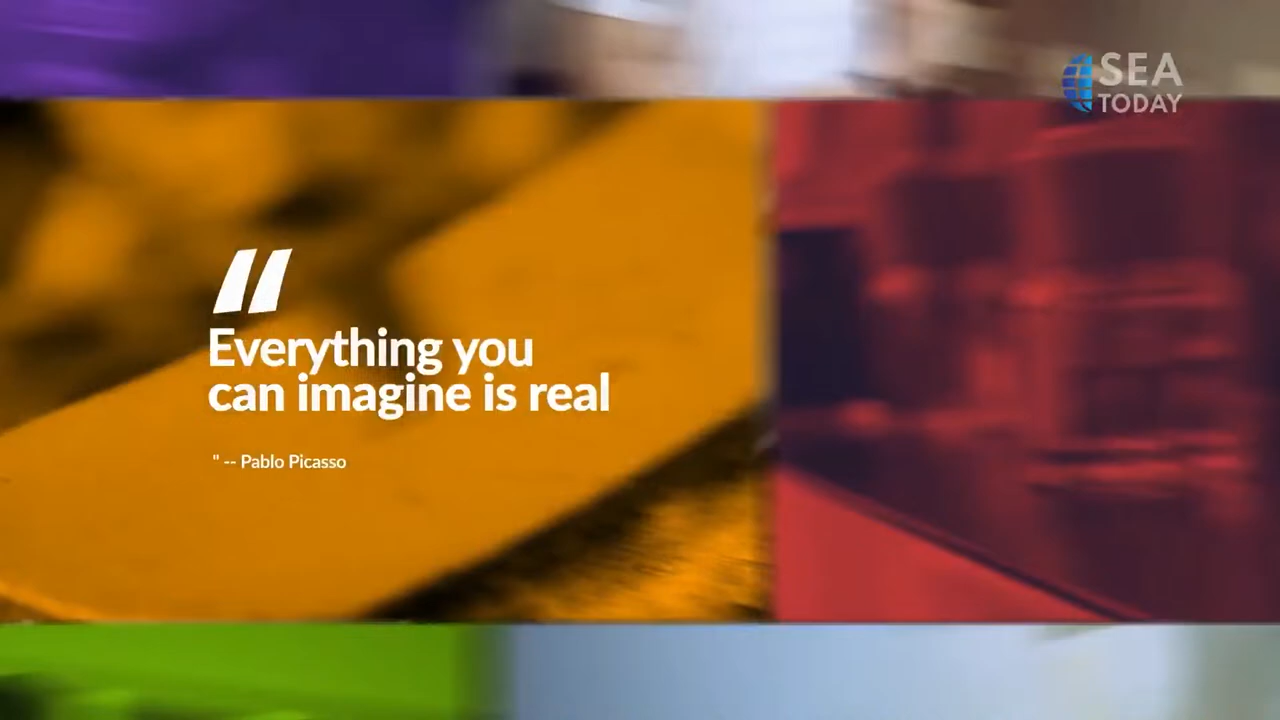 SEA
TODAY
“
Everything you
can imagine is real
" -- Pablo Picasso